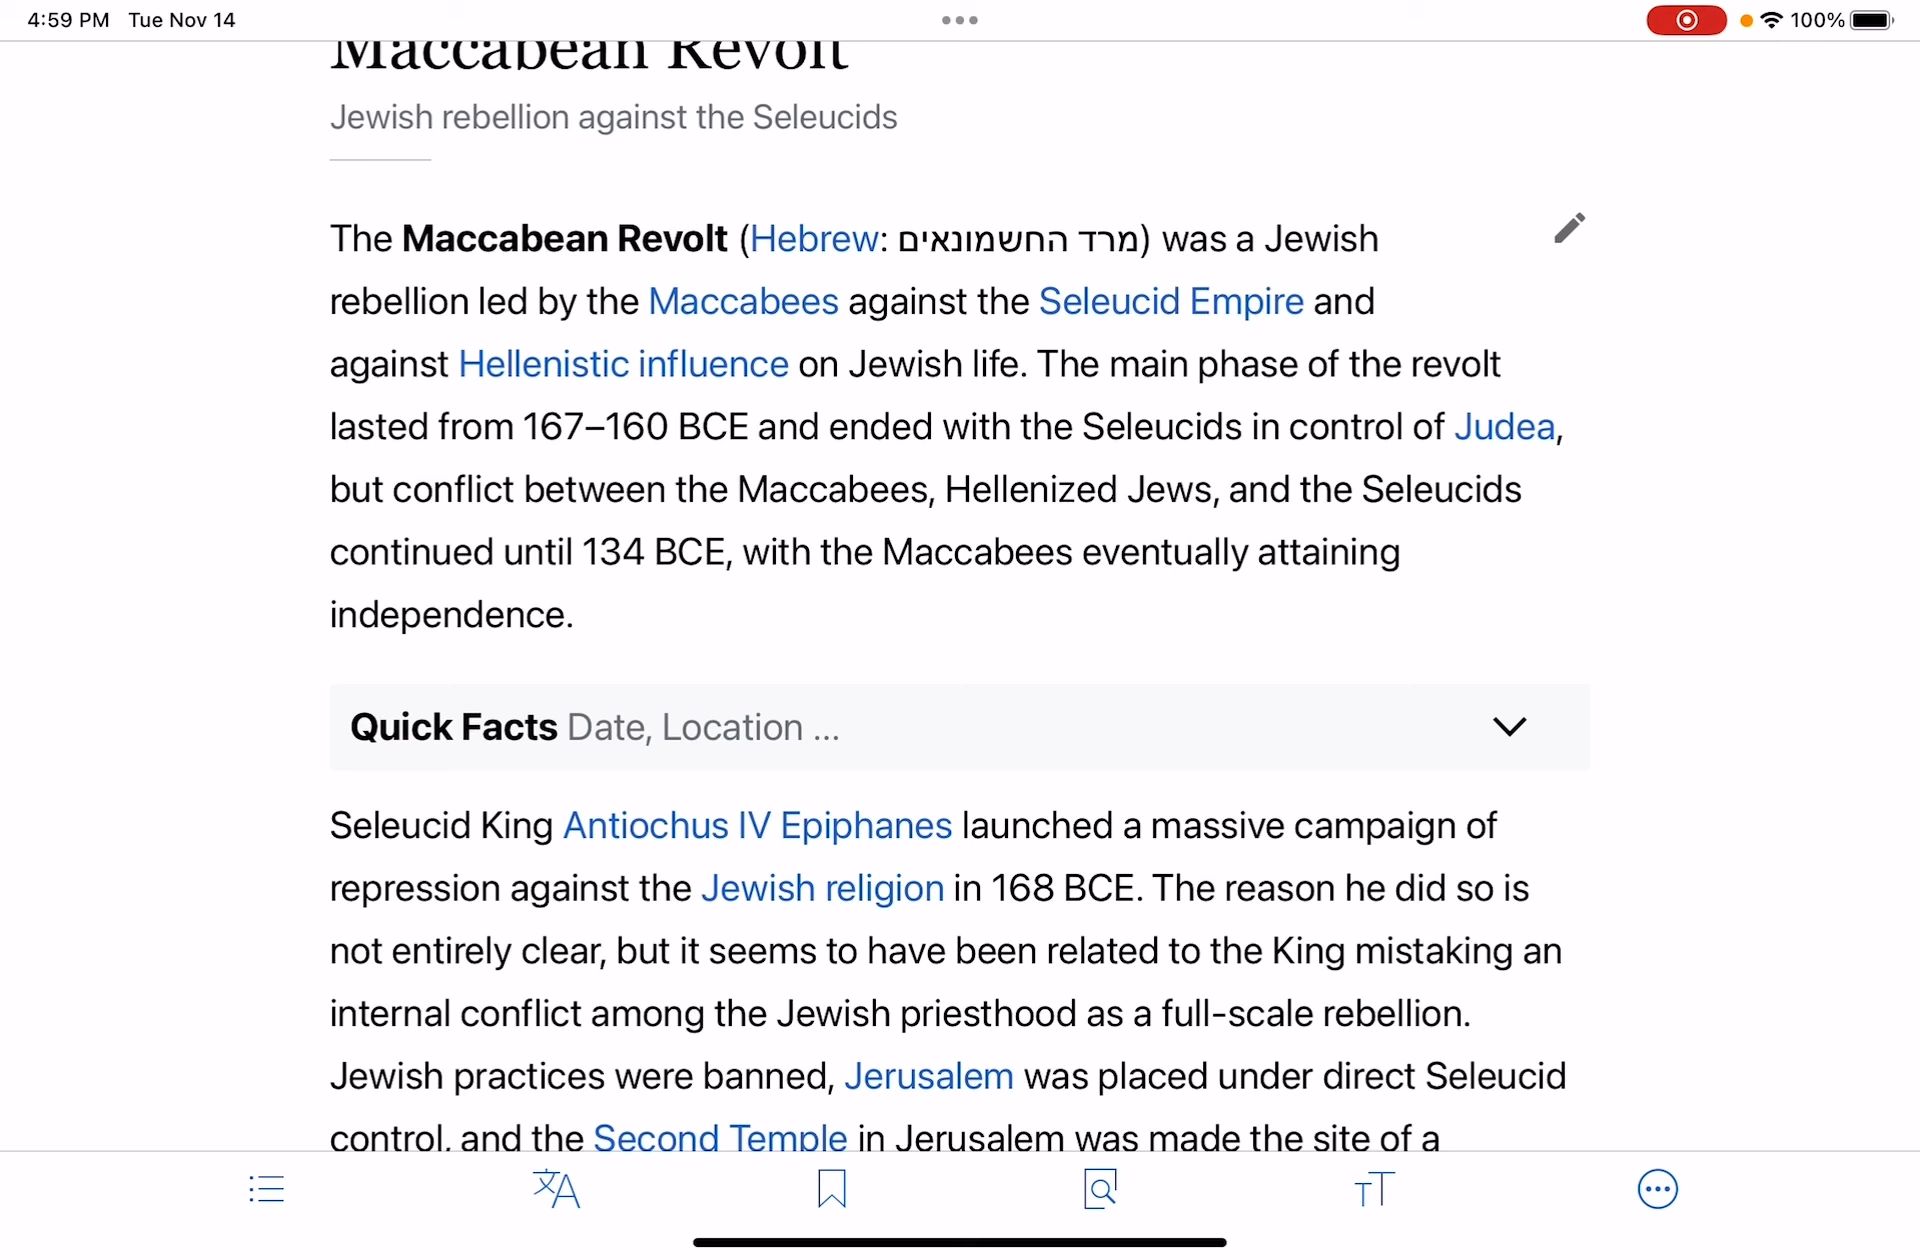 4:59 PM Tue Nov 14
100%
Maccabean Revolt
Jewish rebellion against the Seleucids
The Maccabean Revolt (Hebrew: מרד החשמונאים) was a Jewish
rebellion led by the Maccabees against the Seleucid Empire and
against Hellenistic influence on Jewish life. The main phase of the revolt
lasted from 167–160 BCE and ended with the Seleucids in control of Judea,
but conflict between the Maccabees, Hellenized Jews, and the Seleucids
continued until 134 BCE, with the Maccabees eventually attaining
independence.
Quick Facts Date, Location ...
Seleucid King Antiochus IV Epiphanes launched a massive campaign of
repression against the Jewish religion in 168 BCE. The reason he did so is
not entirely clear, but it seems to have been related to the King mistaking an
internal conflict among the Jewish priesthood as a full-scale rebellion.
Jewish practices were banned, Jerusalem was placed under direct Seleucid
control, and the Second Temple in Jerusalem was made the site of a